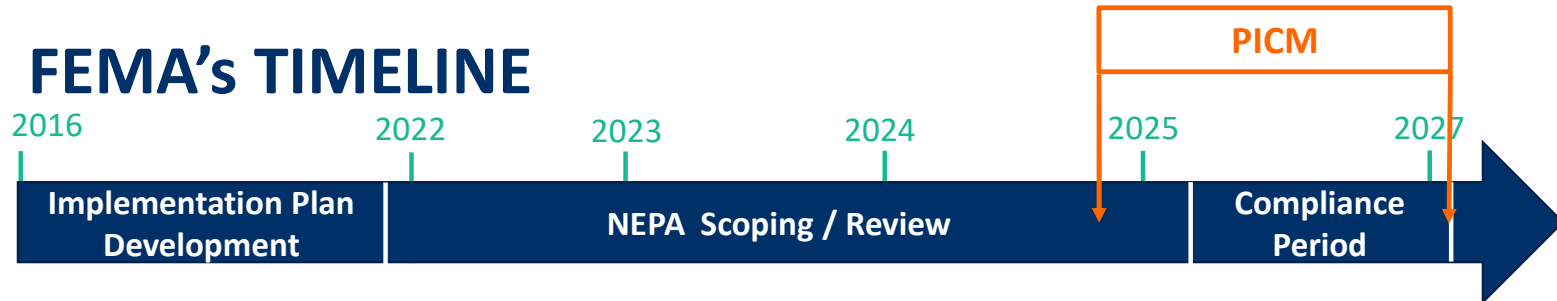 PICM
FEMA's TIMELINE
2016 2022 2023 2024 2025 2027
Implementation Plan
Development
NEPA Scoping / Review
Compliance
Period